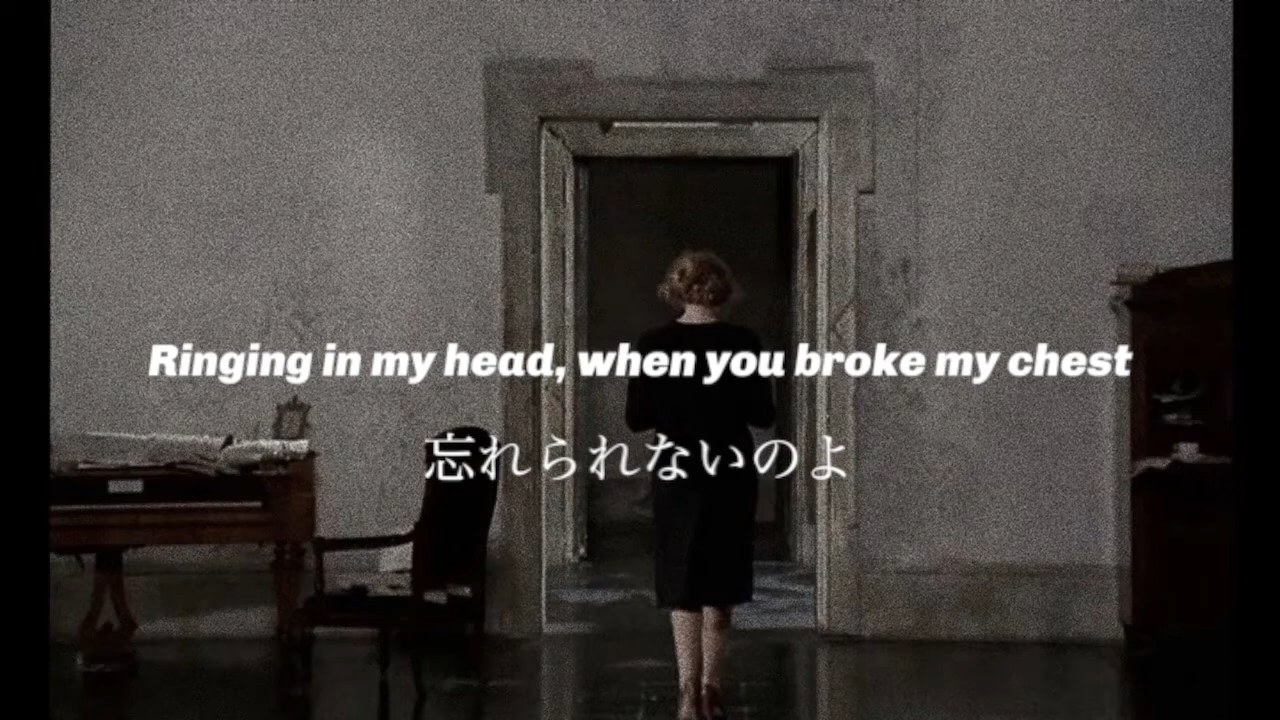 Ringing in my head, when you broke my chest
忘れられないのよ